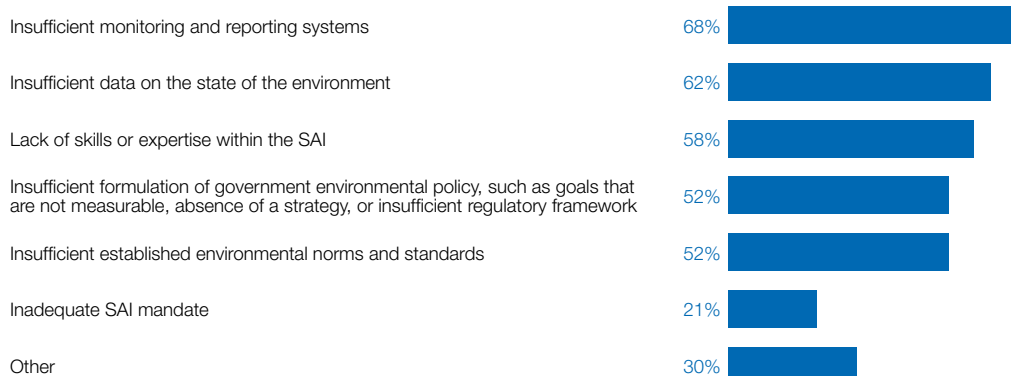 Insufficient monitoring and reporting systems 68%
Insufficient data on the state of the environment 62%
Lack of skills or expertise within the SAI 58%
Insufficient formulation of government environmental policy, such as goals that
are not measurable, absence of a strategy, or insufficient regulatory framework 52%
Insufficient established environmental norms and standards 52%
Inadequate SAI mandate 21%
Other 30%